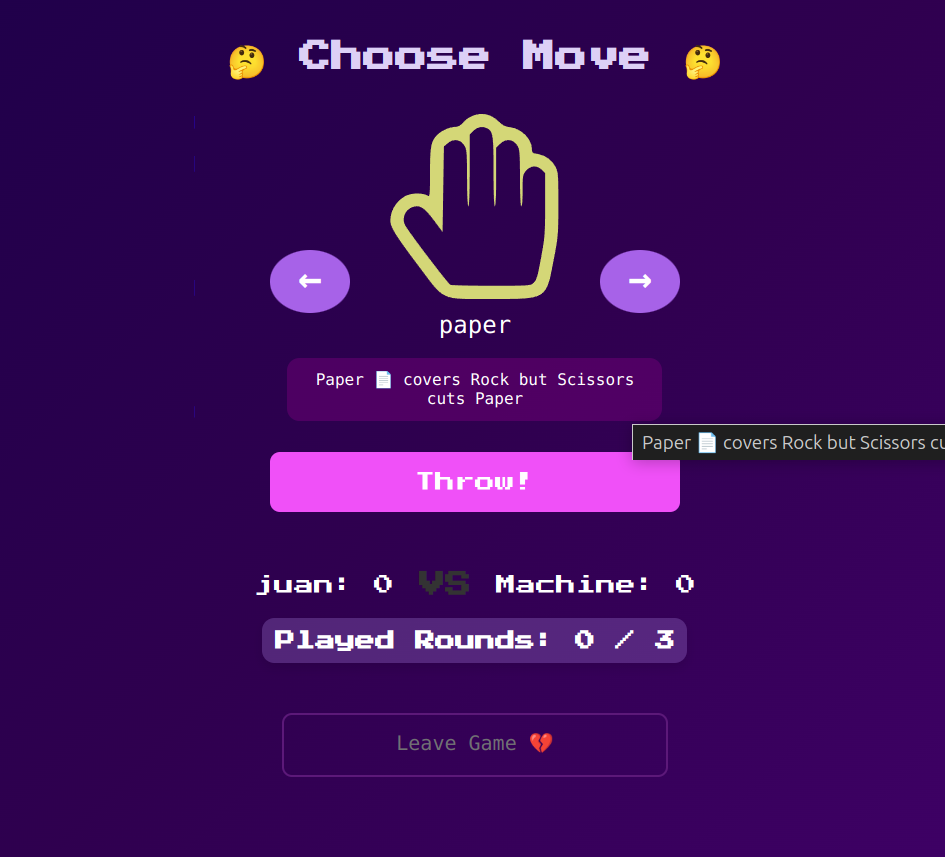 🤔 Choose Move 🤔
← →
paper
Paper 📄 covers Rock but Scissors
cuts Paper
Paper 📄 covers Rock but Scissors cu
Throw!
juan: 0 VS Machine: 0
Played Rounds: 0 / 3
Leave Game 💔